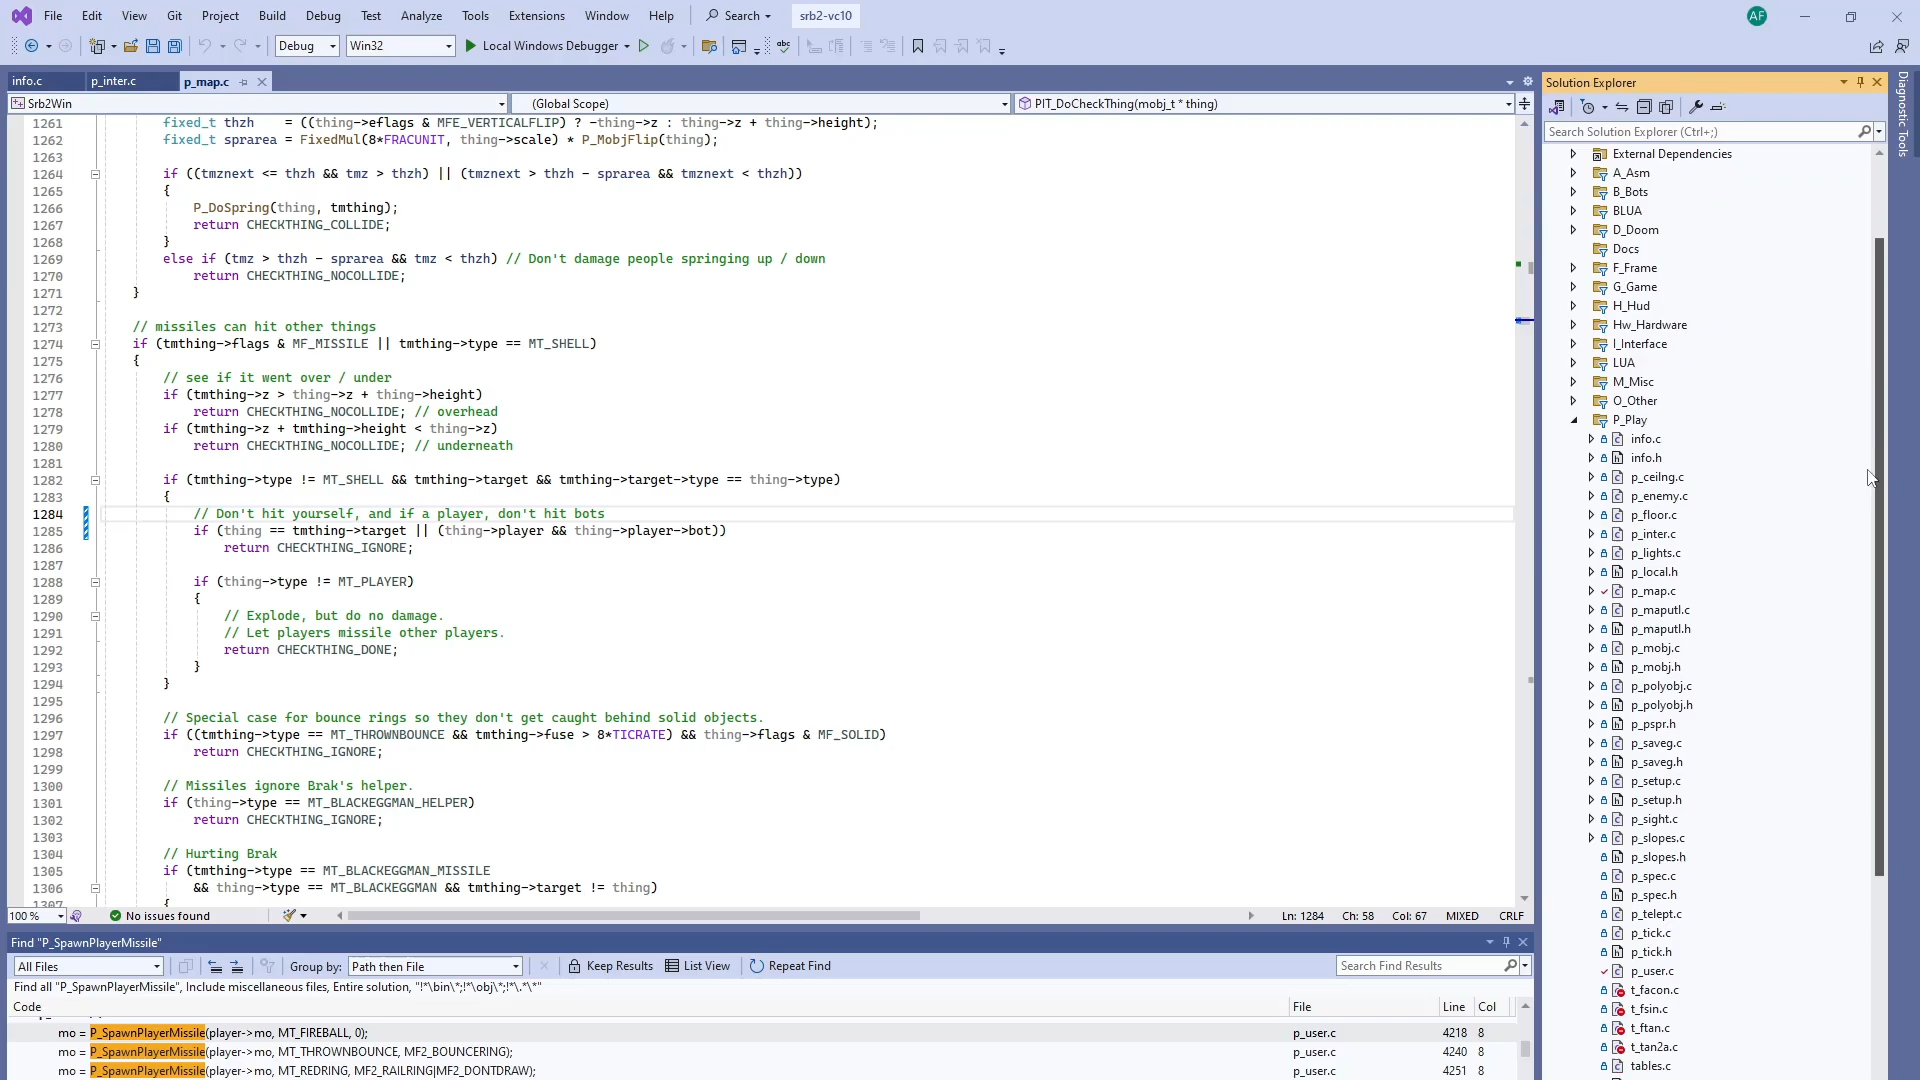 File Edit View Git Project Build Debug Test Analyze Tools Extensions Window Help Search srb2-vc10 AF
Debug Win32 Local Windows Debugger
info.c p_inter.c p_map.c
Srb2Win (Global Scope) PIT_DoCheckThing(mobj_t * thing)
1261 fixed_t thzh = ((thing->eflags & MFE_VERTICALFLIP) ? -thing->z : thing->z + thing->height);
1262 fixed_t sprarea = FixedMul(8*FRACUNIT, thing->scale) * P_MobjFlip(thing);
1263
1264 if ((tmznext <= thzh && tmz > thzh) || (tmznext > thzh - sprarea && tmznext < thzh))
1265 {
1266 P_DoSpring(thing, tmthing);
1267 return CHECKTHING_COLLIDE;
1268 }
1269 else if (tmz > thzh - sprarea && tmz < thzh) // Don't damage people springing up / down
1270 return CHECKTHING_NOCOLLIDE;
1271 }
1272
1273 // missiles can hit other things
1274 if (tmthing->flags & MF_MISSILE || tmthing->type == MT_SHELL)
1275 {
1276 // see if it went over / under
1277 if (tmthing->z > thing->z + thing->height)
1278 return CHECKTHING_NOCOLLIDE; // overhead
1279 if (tmthing->z + tmthing->height < thing->z)
1280 return CHECKTHING_NOCOLLIDE; // underneath
1281
1282 if (tmthing->type != MT_SHELL && tmthing->target && tmthing->target->type == thing->type)
1283 {
1284 // Don't hit yourself, and if a player, don't hit bots
1285 if (thing == tmthing->target || (thing->player && thing->player->bot))
1286 return CHECKTHING_IGNORE;
1287
1288 if (thing->type != MT_PLAYER)
1289 {
1290 // Explode, but do no damage.
1291 // Let players missile other players.
1292 return CHECKTHING_DONE;
1293 }
1294 }
1295
1296 // Special case for bounce rings so they don't get caught behind solid objects.
1297 if ((tmthing->type == MT_THROWNBOUNCE && tmthing->fuse > 8*TICRATE) && thing->flags & MF_SOLID)
1298 return CHECKTHING_IGNORE;
1299
1300 // Missiles ignore Brak's helper.
1301 if (thing->type == MT_BLACKEGGMAN_HELPER)
1302 return CHECKTHING_IGNORE;
1303
1304 // Hurting Brak
1305 if (tmthing->type == MT_BLACKEGGMAN_MISSILE
1306 && thing->type == MT_BLACKEGGMAN && tmthing->target != thing)
1307 {
100 % No issues found Ln: 1284 Ch: 58 Col: 67 MIXED CRLF
Find "P_SpawnPlayerMissile"
All Files Group by: Path then File Keep Results List View Repeat Find Search Find Results
Find all "P_SpawnPlayerMissile", Include miscellaneous files, Entire solution, "!*\bin\*;!*\obj\*;!*\.*\*"
Code File Line Col
mo = P_SpawnPlayerMissile(player->mo, MT_FIREBALL, 0); p_user.c 4218 8
mo = P_SpawnPlayerMissile(player->mo, MT_THROWNBOUNCE, MF2_BOUNCERING); p_user.c 4240 8
mo = P_SpawnPlayerMissile(player->mo, MT_REDRING, MF2_RAILRING|MF2_DONTDRAW); p_user.c 4251 8
Solution Explorer
Search Solution Explorer (Ctrl+;)
External Dependencies
A_Asm
B_Bots
BLUA
D_Doom
Docs
F_Frame
G_Game
H_Hud
Hw_Hardware
I_Interface
LUA
M_Misc
O_Other
P_Play
info.c
info.h
p_ceilng.c
p_enemy.c
p_floor.c
p_inter.c
p_lights.c
p_local.h
p_map.c
p_maputl.c
p_maputl.h
p_mobj.c
p_mobj.h
p_polyobj.c
p_polyobj.h
p_pspr.h
p_saveg.c
p_saveg.h
p_setup.c
p_setup.h
p_sight.c
p_slopes.c
p_slopes.h
p_spec.c
p_spec.h
p_telept.c
p_tick.c
p_tick.h
p_user.c
t_facon.c
t_fsin.c
t_ftan.c
t_tan2a.c
tables.c
Diagnostic Tools